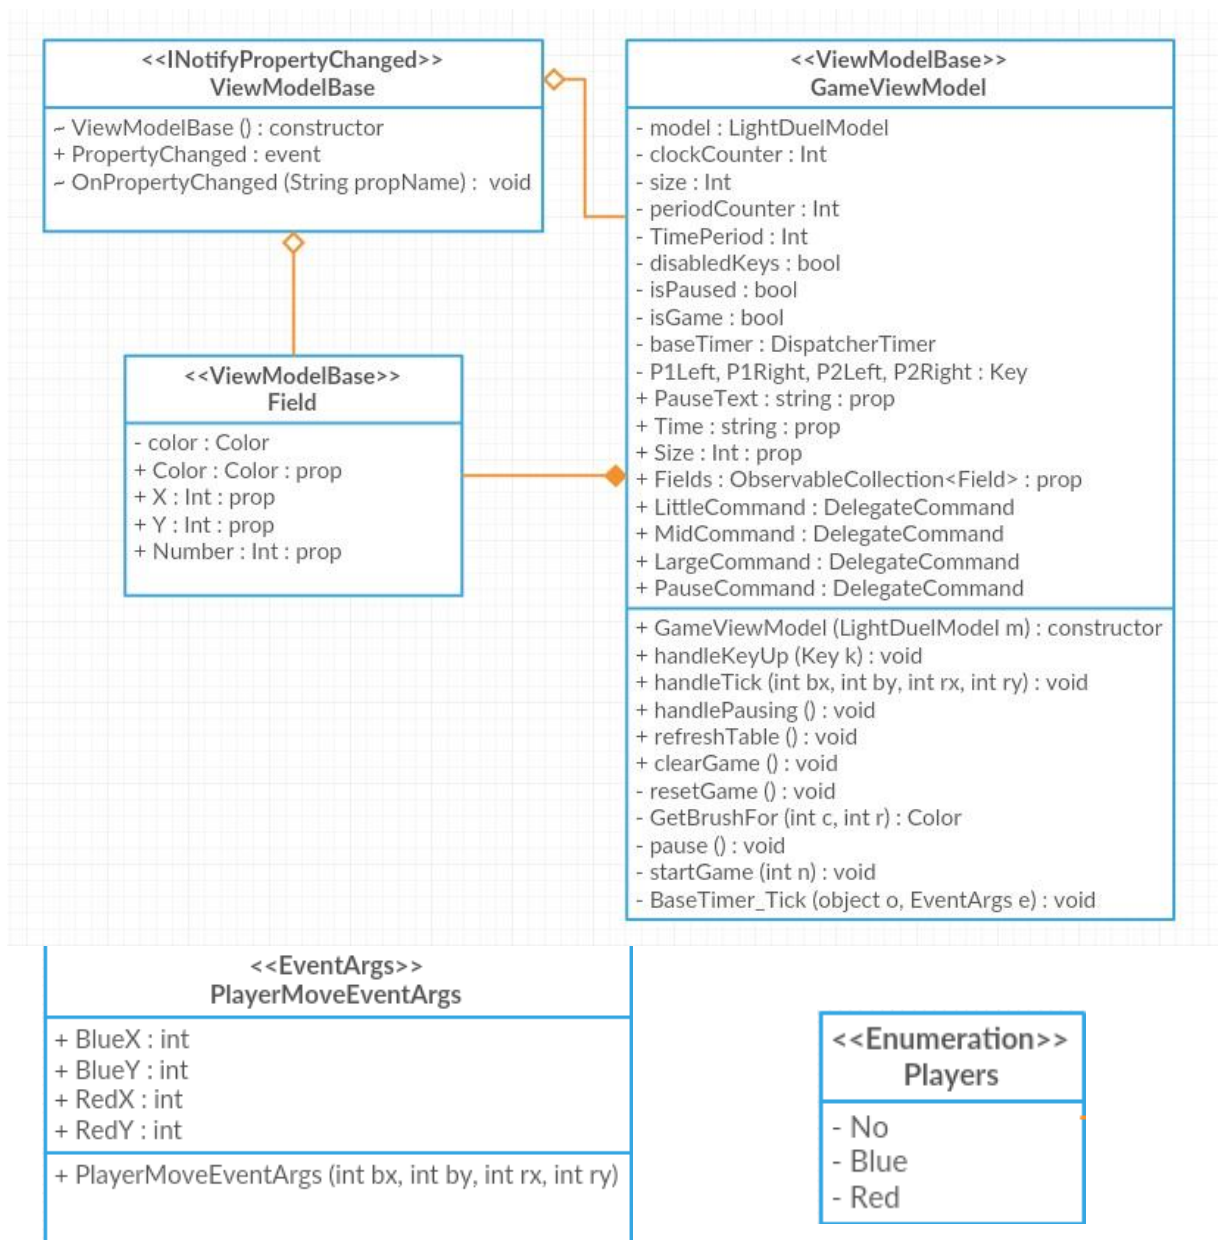 <<INotifyPropertyChanged>>
ViewModelBase
~ ViewModelBase () : constructor
+ PropertyChanged : event
~ OnPropertyChanged (String propName) :  void
<<ViewModelBase>>
Field
- color : Color
+ Color : Color : prop
+ X : Int : prop
+ Y : Int : prop
+ Number : Int : prop
<<ViewModelBase>>
GameViewModel
- model : LightDuelModel
- clockCounter : Int
- size : Int
- periodCounter : Int
- TimePeriod : Int
- disabledKeys : bool
- isPaused : bool
- isGame : bool
- baseTimer : DispatcherTimer
- P1Left, P1Right, P2Left, P2Right : Key
+ PauseText : string : prop
+ Time : string : prop
+ Size : Int : prop
+ Fields : ObservableCollection<Field> : prop
+ LittleCommand : DelegateCommand
+ MidCommand : DelegateCommand
+ LargeCommand : DelegateCommand
+ PauseCommand : DelegateCommand
+ GameViewModel (LightDuelModel m) : constructor
+ handleKeyUp (Key k) : void
+ handleTick (int bx, int by, int rx, int ry) : void
+ handlePausing () : void
+ refreshTable () : void
+ clearGame () : void
- resetGame () : void
- GetBrushFor (int c, int r) : Color
- pause () : void
- startGame (int n) : void
- BaseTimer_Tick (object o, EventArgs e) : void
<<EventArgs>>
PlayerMoveEventArgs
+ BlueX : int
+ BlueY : int
+ RedX : int
+ RedY : int
+ PlayerMoveEventArgs (int bx, int by, int rx, int ry)
<<Enumeration>>
Players
- No
- Blue
- Red